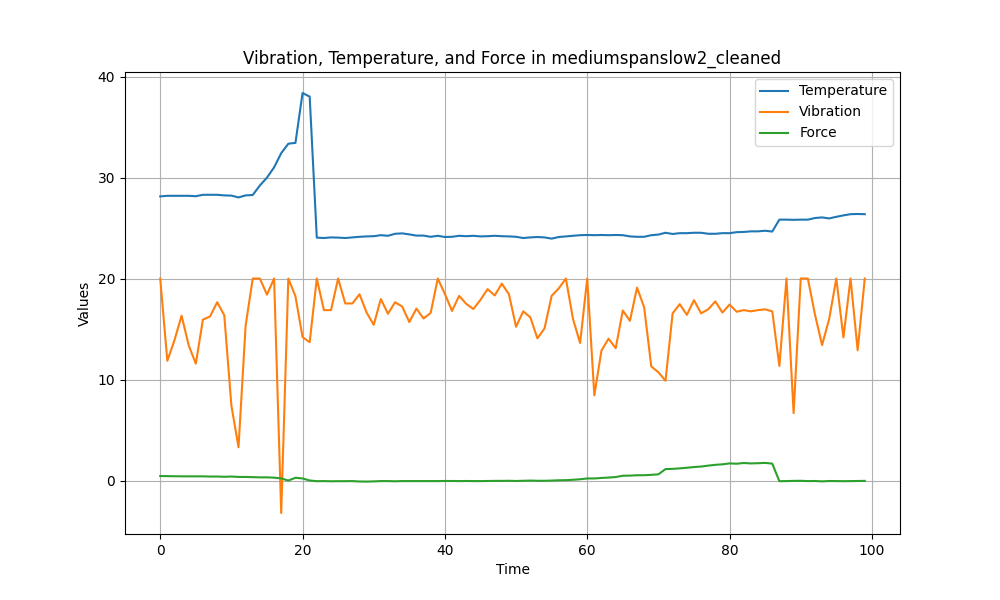 Vibration, Temperature, and Force in mediumspanslow2_cleaned
Temperature
Vibration
Force
Values
40
30
20
10
0
0 20 40 60 80 100
Time